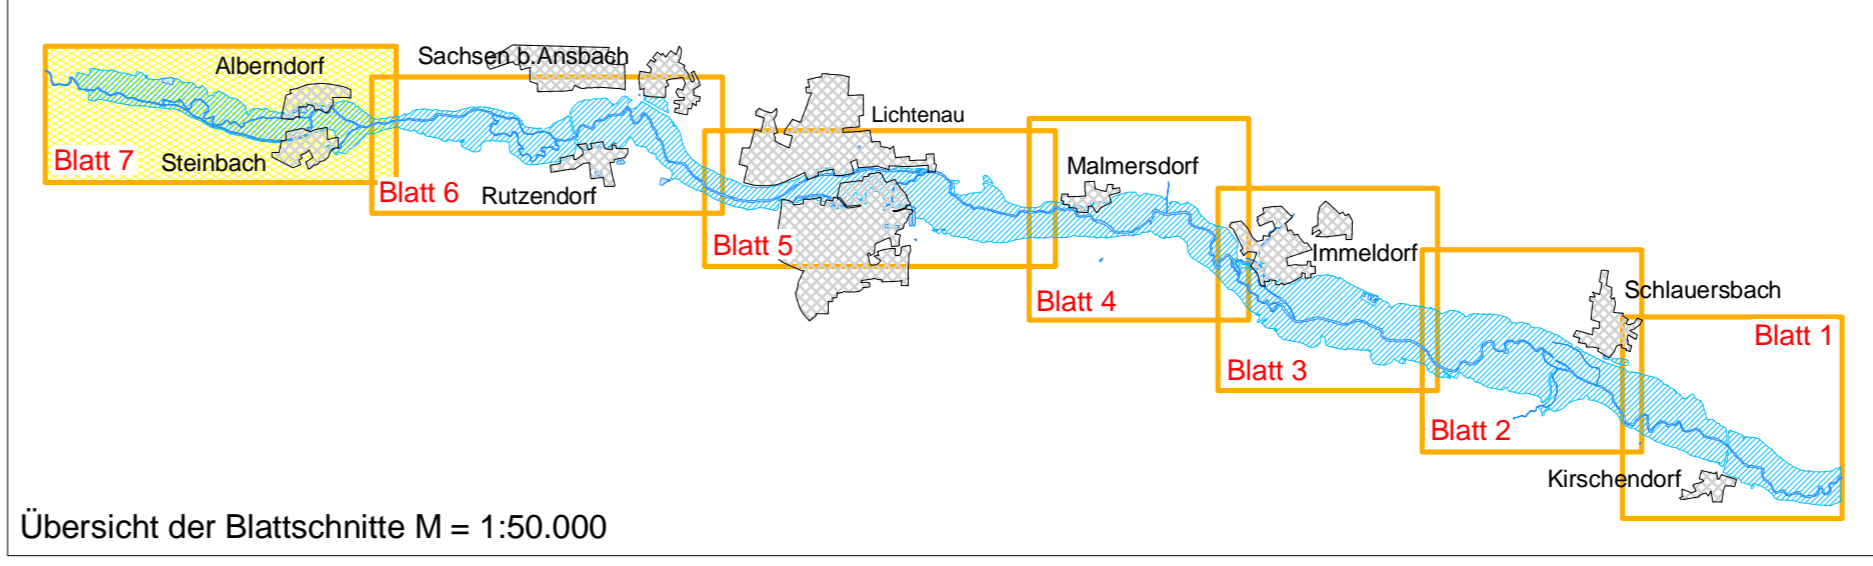 Alberndorf
Steinbach
Blatt 7
Sachsen b.Ansbach
Blatt 6
Rutzendorf
Lichtenau
Blatt 5
Malmersdorf
Blatt 4
Immeldorf
Blatt 3
Schlauersbach
Blatt 2
Blatt 1
Kirschendorf
Übersicht der Blattschnitte M = 1:50.000